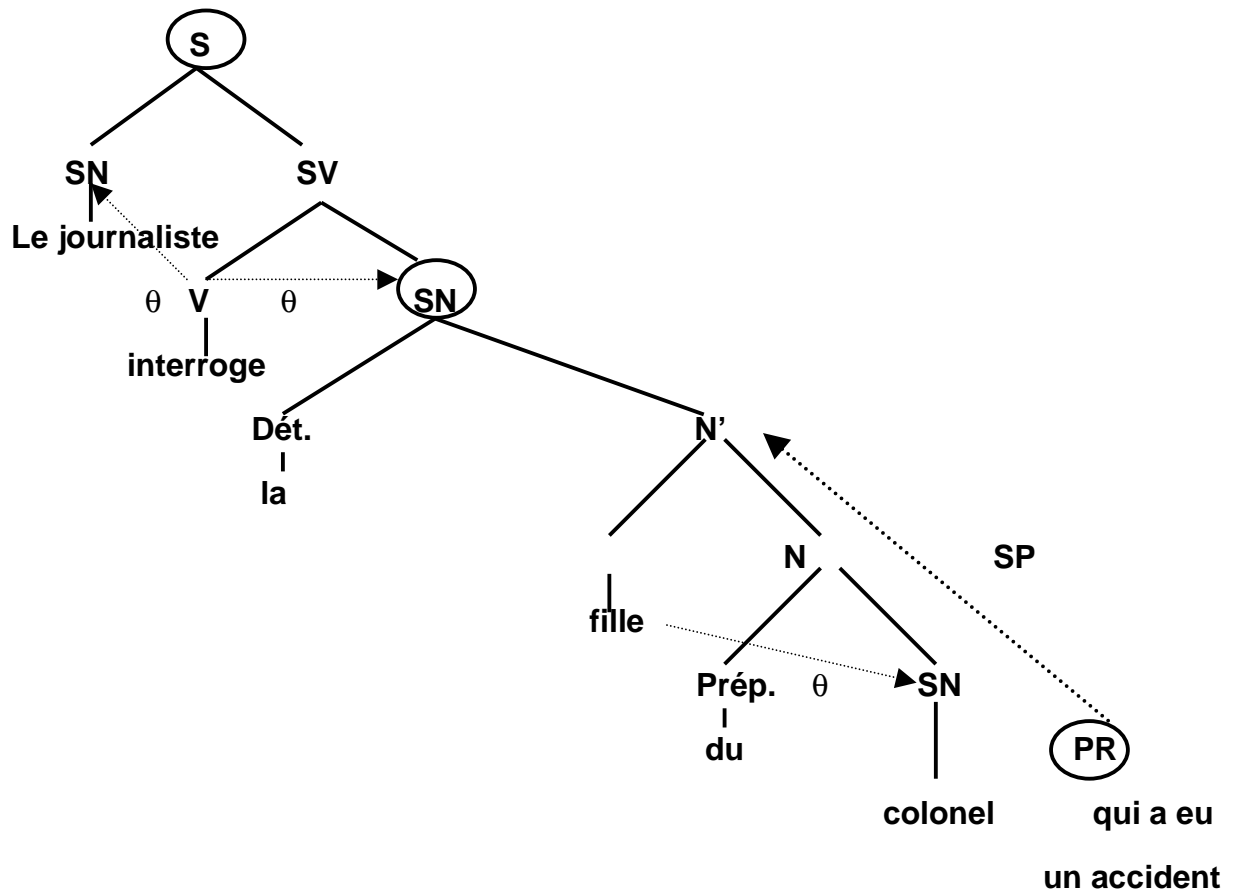 S
SN SV
Le journaliste
θ V θ SN
interroge
Dét. N’
la
N SP
fille
Prép. θ SN
du PR
colonel qui a eu
un accident